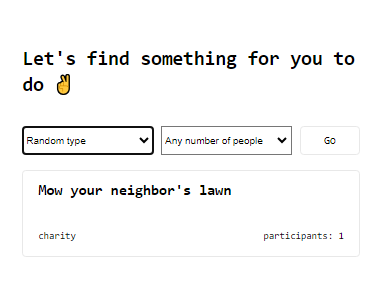 Let's find something for you to
do ✌
Random type Any number of people Go
Mow your neighbor's lawn
charity participants: 1